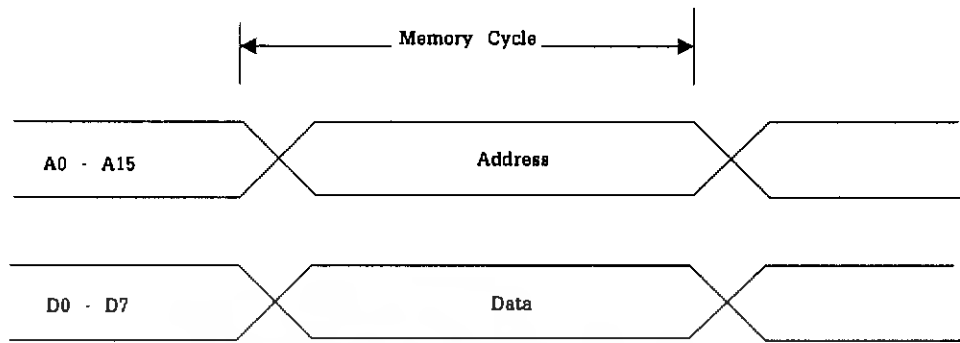 Memory Cycle
A0 - A15
Address
D0 - D7
Data